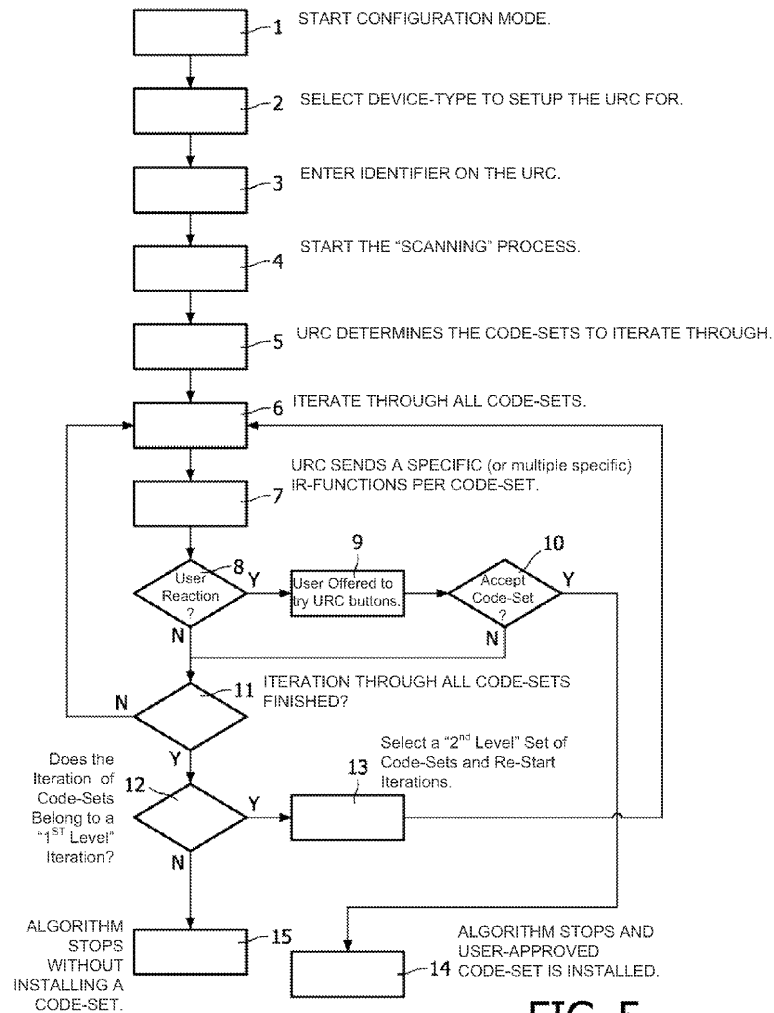 1 START CONFIGURATION MODE.
2 SELECT DEVICE-TYPE TO SETUP THE URC FOR.
3 ENTER IDENTIFIER ON THE URC.
4 START THE “SCANNING” PROCESS.
5 URC DETERMINES THE CODE-SETS TO ITERATE THROUGH.
6 ITERATE THROUGH ALL CODE-SETS.
URC SENDS A SPECIFIC (or multiple specific)
7 IR-FUNCTIONS PER CODE-SET.
8
User
Reaction
?
Y
N
9
User Offered to
try URC buttons.
10
Accept
Code-Set
?
Y
N
11
ITERATION THROUGH ALL CODE-SETS
FINISHED?
N
Y
Does the
Iteration of
Code-Sets
Belong to a
“1ST Level”
Iteration?
12
Y
N
13
Select a “2nd Level” Set of
Code-Sets and Re-Start
Iterations.
ALGORITHM
STOPS
WITHOUT
INSTALLING A
CODE-SET.
15
14
ALGORITHM STOPS AND
USER-APPROVED
CODE-SET IS INSTALLED.
FIG. 5